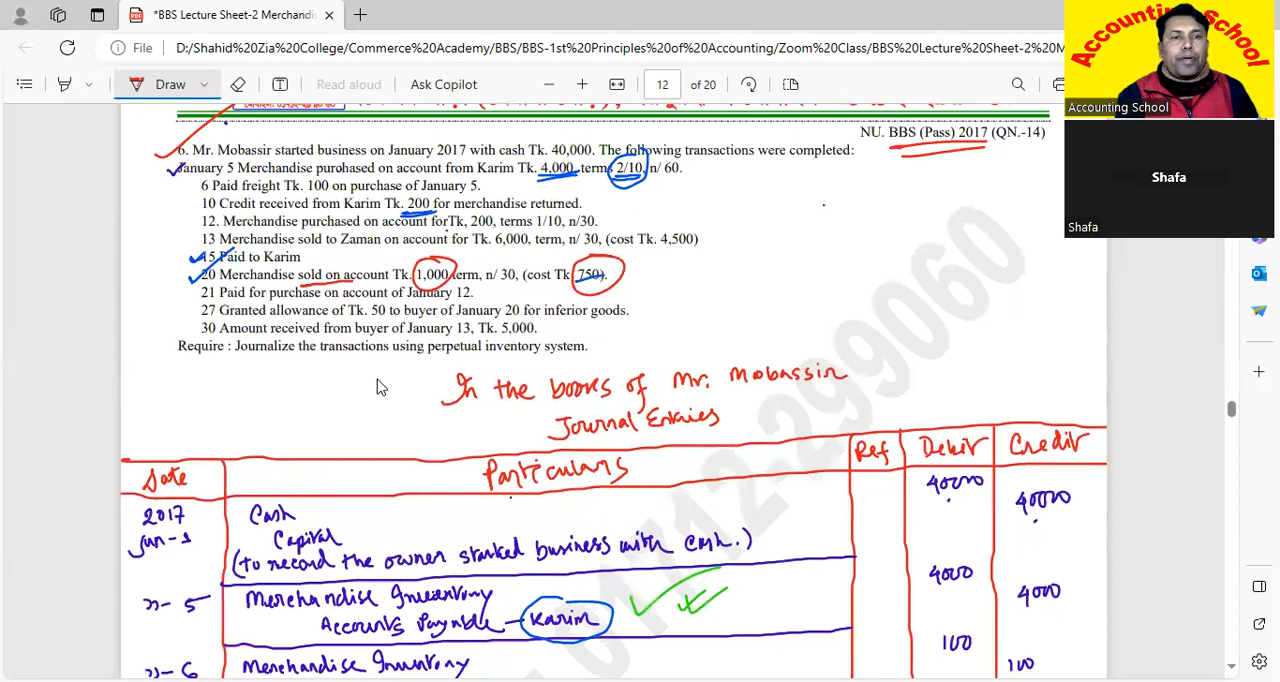 *BBS Lecture Sheet-2 Merchandi
File D:/Shahid%20Zia%20College/Commerce%20Academy/BBS/BBS-1st%20Principles%20of%20Accounting/Zoom%20Class/BBS%20Lecture%20Sheet-2%20M
Draw Read aloud Ask Copilot 12 of 20
Accounting School
Accounting School
Shafa
Shafa
NU. BBS (Pass) 2017 (QN.-14)
6. Mr. Mobassir started business on January 2017 with cash Tk. 40,000. The following transactions were completed:
January 5 Merchandise purohased on account from Karim Tk. 4,000, terms 2/10, n/ 60.
6 Paid freight Tk. 100 on purchase of January 5.
10 Credit received from Karim Tk. 200 for merchandise returned.
12. Merchandise purchased on account forTk, 200, terms 1/10, n/30.
13 Merchandise sold to Zaman on account for Tk. 6,000, term, n/ 30, (cost Tk. 4,500)
15 Paid to Karim
20 Merchandise sold on account Tk. 1,000 term, n/ 30, (cost Tk 750).
21 Paid for purchase on account of January 12.
27 Granted allowance of Tk. 50 to buyer of January 20 for inferior goods.
30 Amount received from buyer of January 13, Tk. 5,000.
Require : Journalize the transactions using perpetual inventory system.
In the books of Mr. Mobassir
Journal Entries
Date Particulars Ref Debit Credit
2017 Cash 40000
Jan-1 Capital 40000
(to record the owner started business with cash.)
"-5 Merchandise Inventory 4000
Accounts Payable - Karim 4000
"-6 Merchandise Inventory 100
100
01712-299060